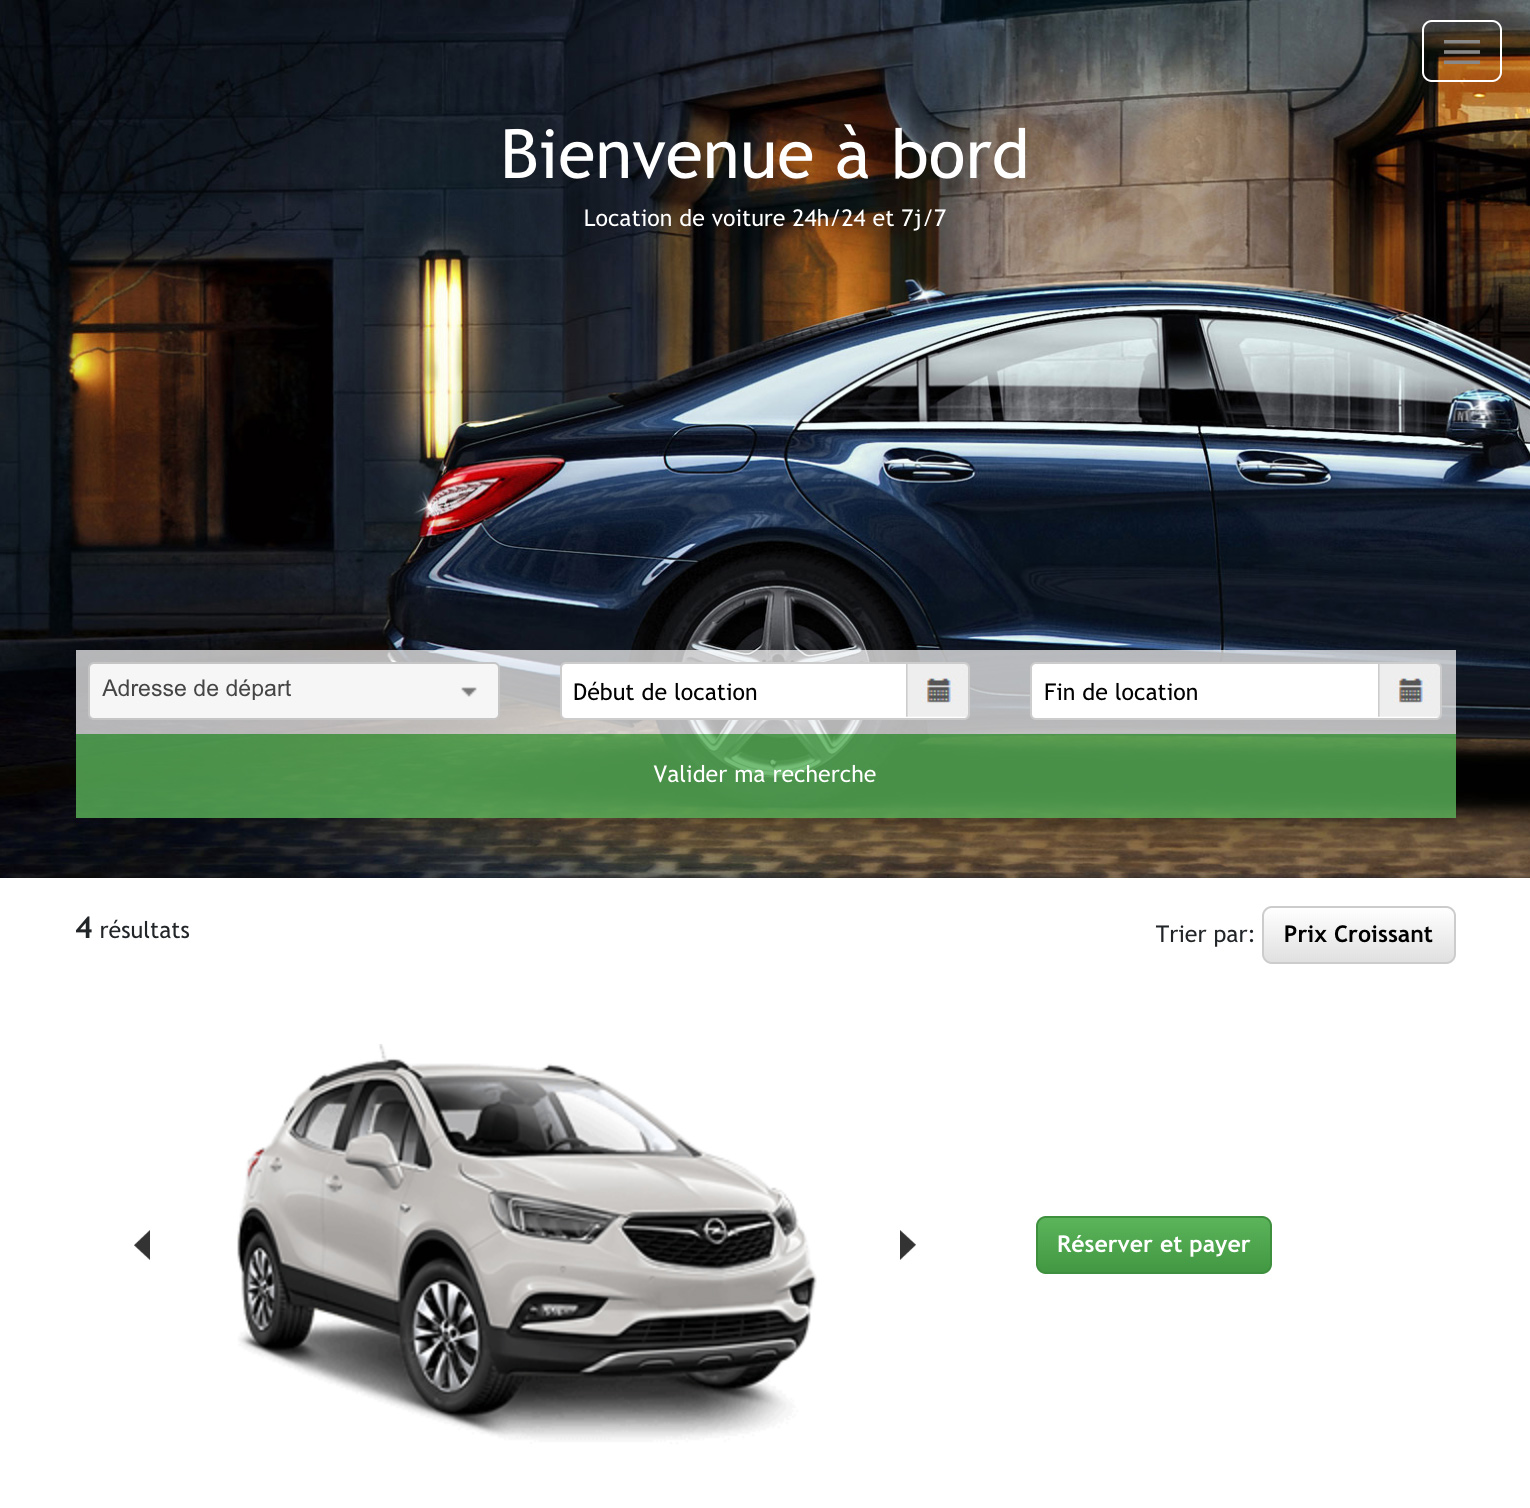 Bienvenue à bord
Location de voiture 24h/24 et 7j/7
Adresse de départ
Début de location
Fin de location
Valider ma recherche
4 résultats
Trier par: Prix Croissant
Réserver et payer